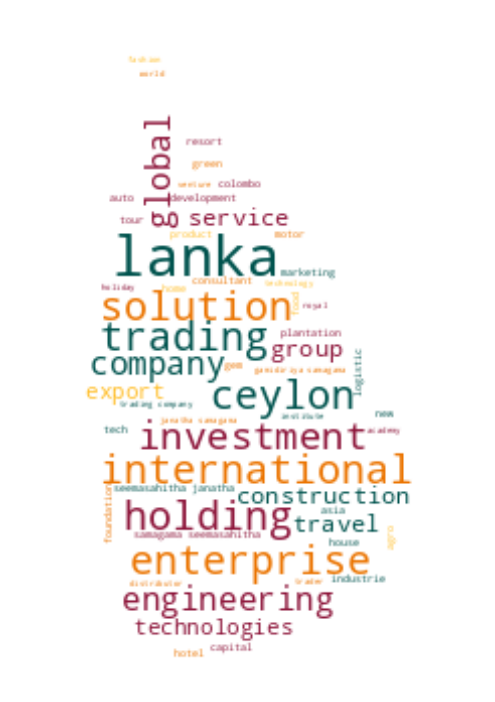 fashion
world
global
resort
green
venture colombo
auto development
tour service
product motor
lanka
marketing
consultant technology
holiday home
solution food royal
trading plantation
group
company gem ganidiriya samagama
logistic
export ceylon
trading company
institute new
janatha samagama
tech investment academy
international
seemasahitha janatha construction
foundation
holding asia
travel
samagama seemasahitha house agro
enterprise
distributor trader industrie
engineering
technologies
capital
hotel